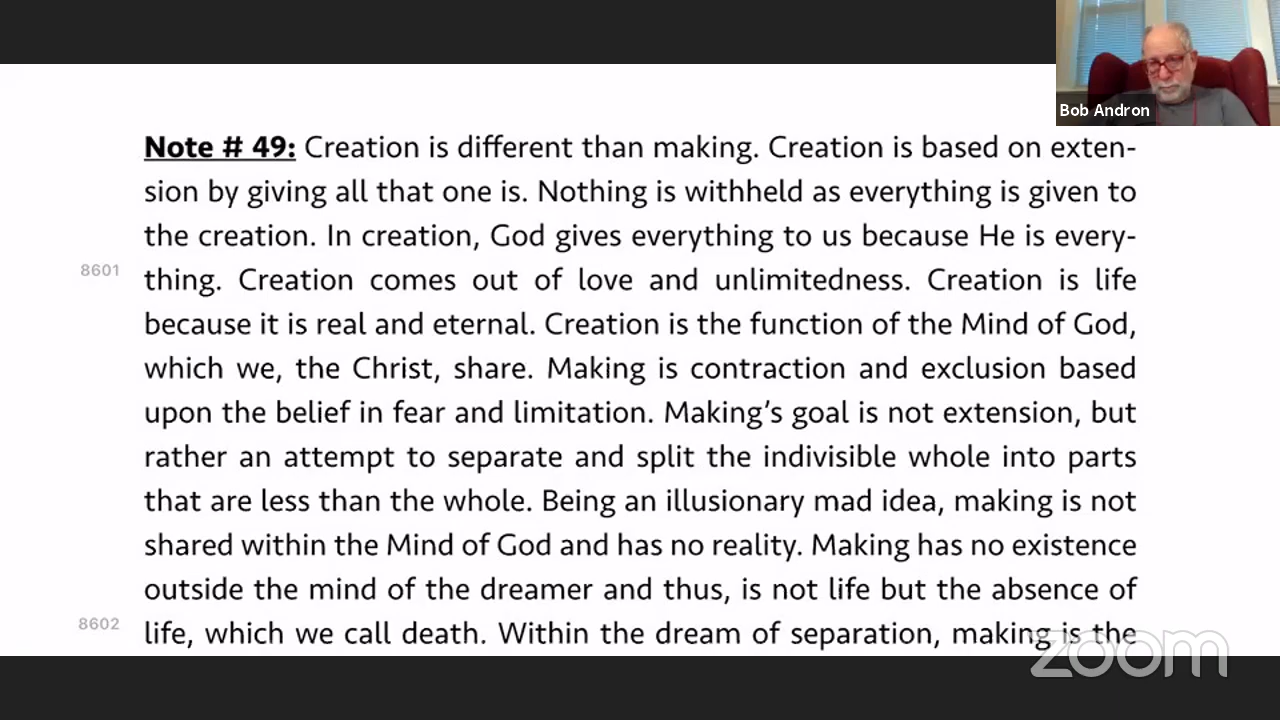 Bob Andron
Note # 49: Creation is different than making. Creation is based on exten-
sion by giving all that one is. Nothing is withheld as everything is given to
the creation. In creation, God gives everything to us because He is every-
8601
thing. Creation comes out of love and unlimitedness. Creation is life
because it is real and eternal. Creation is the function of the Mind of God,
which we, the Christ, share. Making is contraction and exclusion based
upon the belief in fear and limitation. Making’s goal is not extension, but
rather an attempt to separate and split the indivisible whole into parts
that are less than the whole. Being an illusionary mad idea, making is not
shared within the Mind of God and has no reality. Making has no existence
outside the mind of the dreamer and thus, is not life but the absence of
8602
life, which we call death. Within the dream of separation, making is the
zoom